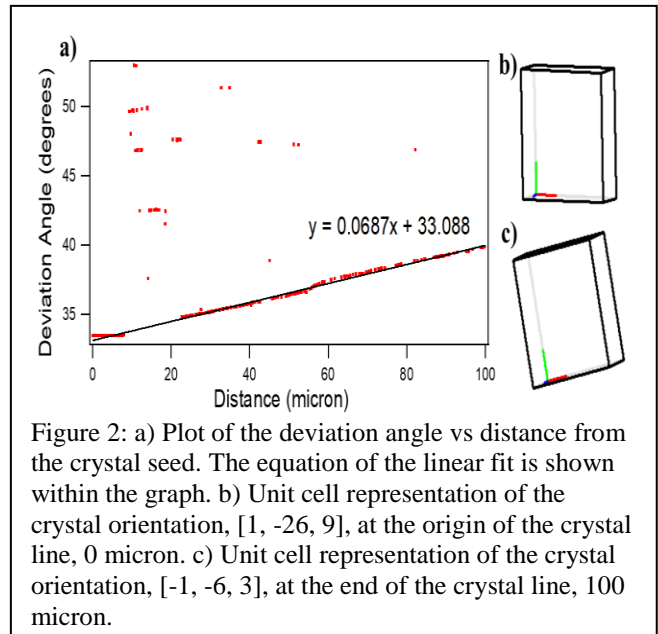 a)
b)
50
45
40
35
Deviation Angle (degrees)
y = 0.0687x + 33.088
c)
0
20
40
60
80
100
Distance (micron)
Figure 2: a) Plot of the deviation angle vs distance from
the crystal seed. The equation of the linear fit is shown
within the graph. b) Unit cell representation of the
crystal orientation, [1, -26, 9], at the origin of the crystal
line, 0 micron. c) Unit cell representation of the crystal
orientation, [-1, -6, 3], at the end of the crystal line, 100
micron.